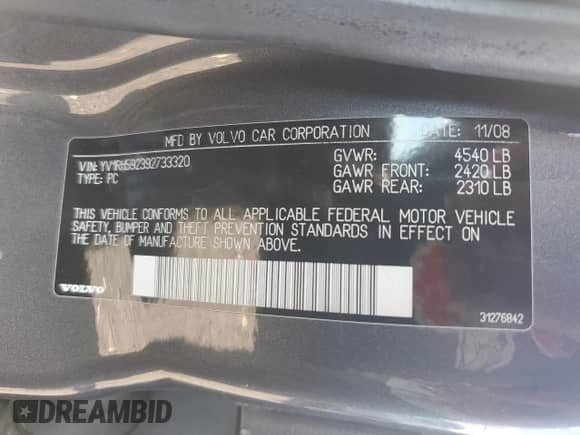 MFD BY VOLVO CAR CORPORATION DATE: 11/08
VIN: YV1RH592392733320 GVWR: 4540 LB
TYPE: PC GAWR FRONT: 2420 LB
GAWR REAR: 2310 LB
THIS VEHICLE CONFORMS TO ALL APPLICABLE FEDERAL MOTOR VEHICLE
SAFETY, BUMPER AND THEFT PREVENTION STANDARDS IN EFFECT ON
THE DATE OF MANUFACTURE SHOWN ABOVE.
VOLVO
31276842
DREAMBID